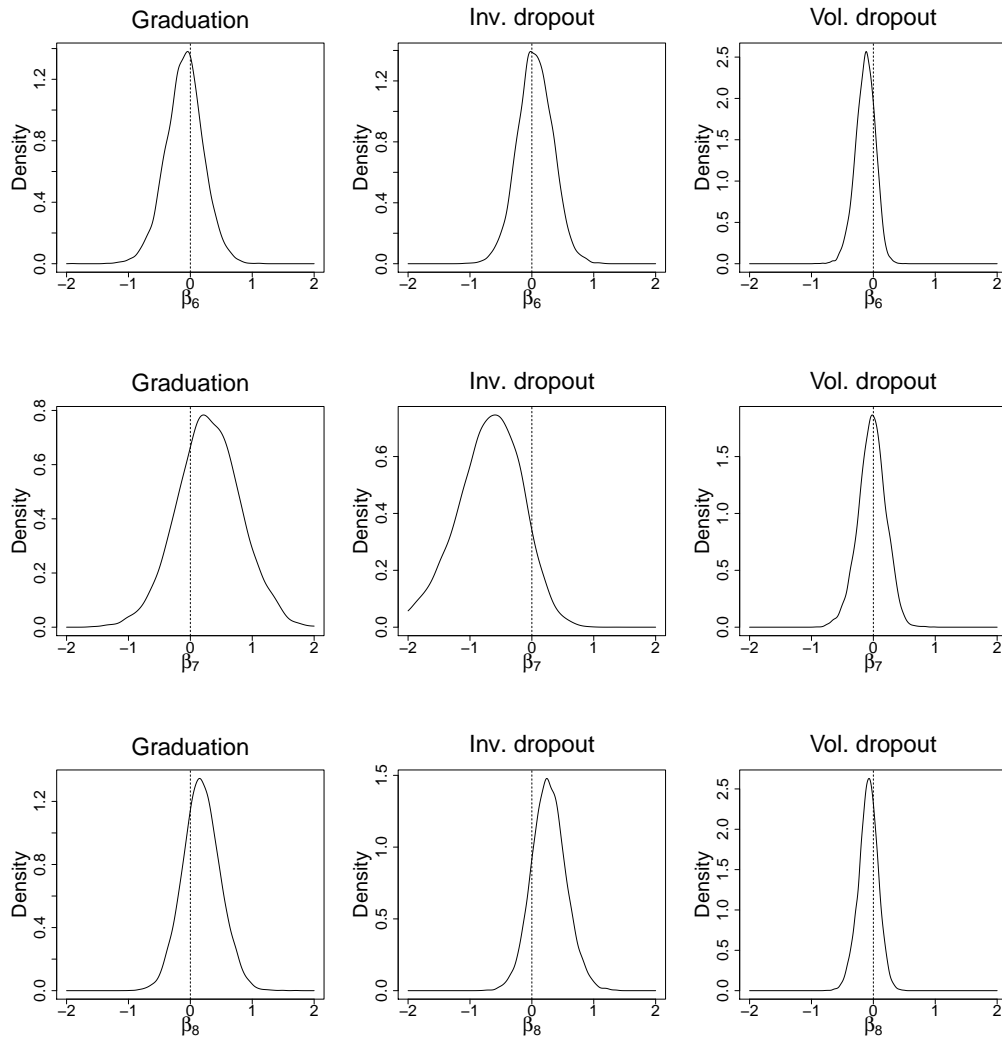 Graduation
Inv. dropout
Vol. dropout
Density
0.0 0.4 0.8 1.2
−2 −1 0 1 2
β6
Density
0.0 0.4 0.8 1.2
−2 −1 0 1 2
β6
Density
0.0 0.5 1.0 1.5 2.0 2.5
−2 −1 0 1 2
β6
Graduation
Inv. dropout
Vol. dropout
Density
0.0 0.2 0.4 0.6 0.8
−2 −1 0 1 2
β7
Density
0.0 0.2 0.4 0.6
−2 −1 0 1 2
β7
Density
0.0 0.5 1.0 1.5
−2 −1 0 1 2
β7
Graduation
Inv. dropout
Vol. dropout
Density
0.0 0.4 0.8 1.2
−2 −1 0 1 2
β8
Density
0.0 0.5 1.0 1.5
−2 −1 0 1 2
β8
Density
0.0 0.5 1.0 1.5 2.0 2.5
−2 −1 0 1 2
β8